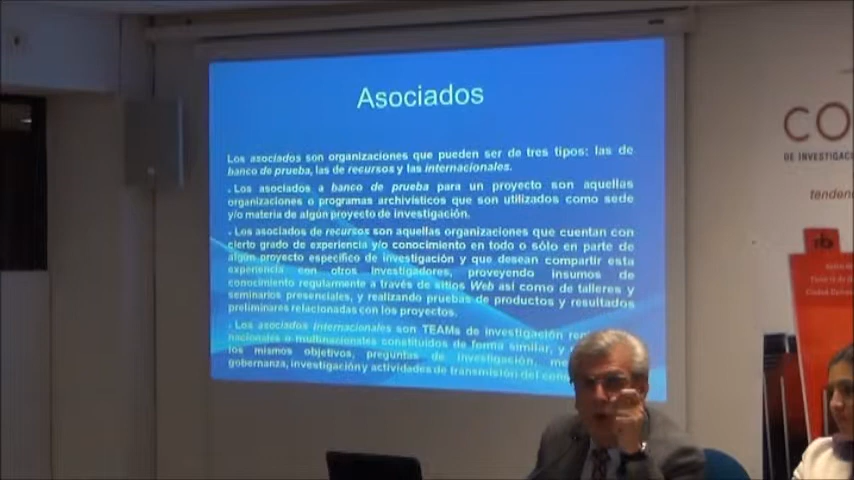 Asociados
Los asociados son organizaciones que pueden ser de tres tipos: las de
banco de prueba, las de recursos y las internacionales.
. Los asociados a banco de prueba para un proyecto son aquellas
organizaciones o programas archivísticos que son utilizados como sede
y/o materia de algún proyecto de investigación.
. Los asociados de recursos son aquellas organizaciones que cuentan con
cierto grado de experiencia y/o conocimiento en todo o sólo en parte de
algún proyecto específico de investigación y que desean compartir esta
experiencia con otros investigadores, proveyendo insumos de
conocimiento regularmente a través de sitios Web así como de talleres y
seminarios presenciales, y realizando pruebas de productos y resultados
preliminares relacionadas con los proyectos.
. Los asociados internacionales son TEAMs de investigación
nacionales o multinacionales constituidos de forma similar, y
los mismos objetivos, preguntas de investigación,
gobernanza, investigación y actividades de transmisión del
CO
DE INVESTIGACI
tendenc